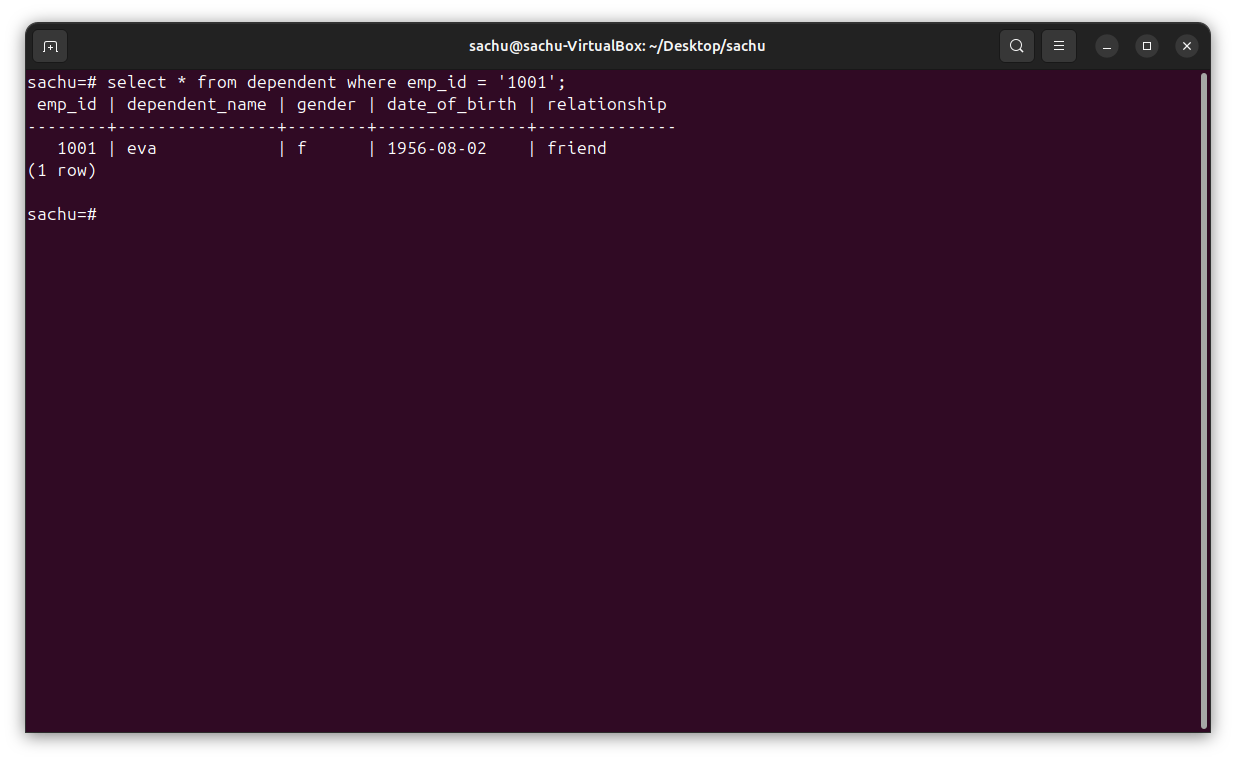 sachu@sachu-VirtualBox: ~/Desktop/sachu
sachu=# select * from dependent where emp_id = '1001';
 emp_id | dependent_name | gender | date_of_birth | relationship
--------+----------------+--------+---------------+--------------
   1001 | eva            | f      | 1956-08-02    | friend
(1 row)
sachu=#